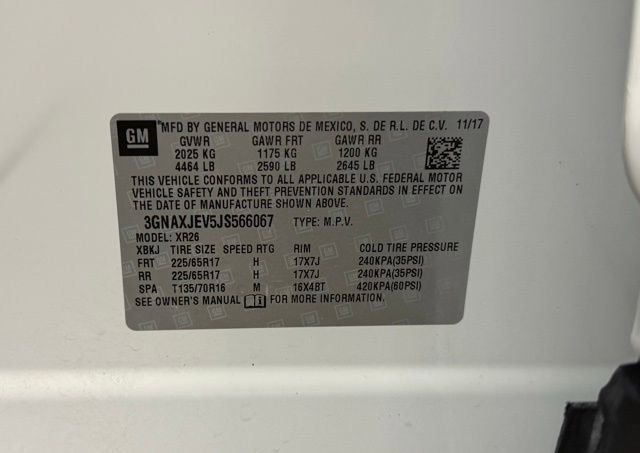 GM MFD BY GENERAL MOTORS DE MEXICO, S. DE R.L. DE C.V. 11/17
GVWR GAWR FRT GAWR RR
2025 KG 1175 KG 1200 KG
4464 LB 2590 LB 2645 LB
THIS VEHICLE CONFORMS TO ALL APPLICABLE U.S. FEDERAL MOTOR
VEHICLE SAFETY AND THEFT PREVENTION STANDARDS IN EFFECT ON
THE DATE OF MANUFACTURE SHOWN ABOVE.
3GNAXJEV5JS566067 TYPE: M.P.V.
MODEL: XR26
XBKJ TIRE SIZE SPEED RTG RIM COLD TIRE PRESSURE
FRT 225/65R17 H 17X7J 240KPA(35PSI)
RR 225/65R17 H 17X7J 240KPA(35PSI)
SPA T135/70R16 M 16X4BT 420KPA(60PSI)
SEE OWNER'S MANUAL FOR MORE INFORMATION.